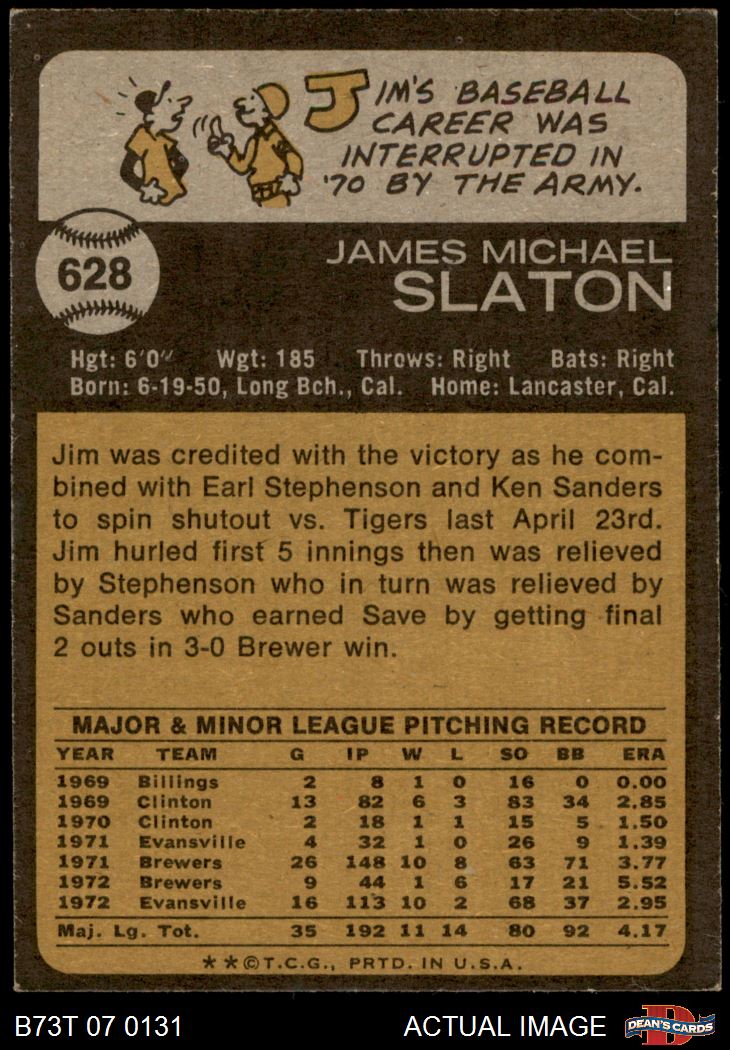 JIM'S BASEBALL
CAREER WAS
INTERRUPTED IN
'70 BY THE ARMY.
628
JAMES MICHAEL
SLATON
Hgt: 6'0" Wgt: 185 Throws: Right Bats: Right
Born: 6-19-50, Long Bch., Cal. Home: Lancaster, Cal.
Jim was credited with the victory as he com-
bined with Earl Stephenson and Ken Sanders
to spin shutout vs. Tigers last April 23rd.
Jim hurled first 5 innings then was relieved
by Stephenson who in turn was relieved by
Sanders who earned Save by getting final
2 outs in 3-0 Brewer win.
MAJOR & MINOR LEAGUE PITCHING RECORD
YEAR TEAM G IP W L SO BB ERA
1969 Billings 2 8 1 0 16 0 0.00
1969 Clinton 13 82 6 3 83 34 2.85
1970 Clinton 2 18 1 1 15 5 1.50
1971 Evansville 4 32 1 0 26 9 1.39
1971 Brewers 26 148 10 8 63 71 3.77
1972 Brewers 9 44 1 6 17 21 5.52
1972 Evansville 16 113 10 2 68 37 2.95
Maj. Lg. Tot. 35 192 11 14 80 92 4.17
**©T.C.G., PRTD. IN U.S.A.
B73T 07 0131 ACTUAL IMAGE D DEAN'S CARDS